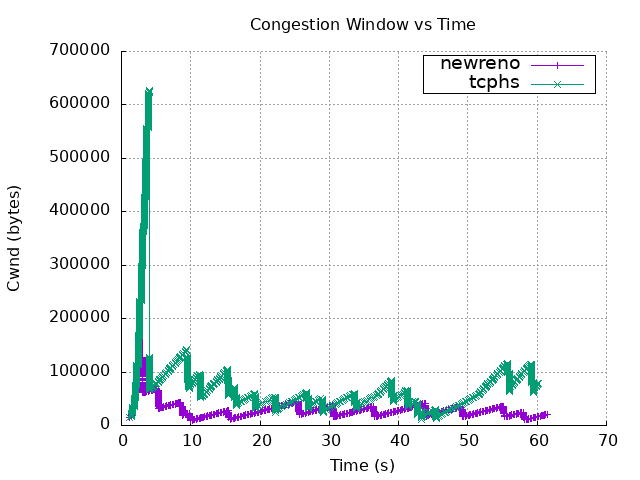 Congestion Window vs Time
700000
600000
500000
400000
300000
200000
100000
0
Cwnd (bytes)
newreno
tcphs
0 10 20 30 40 50 60 70
Time (s)